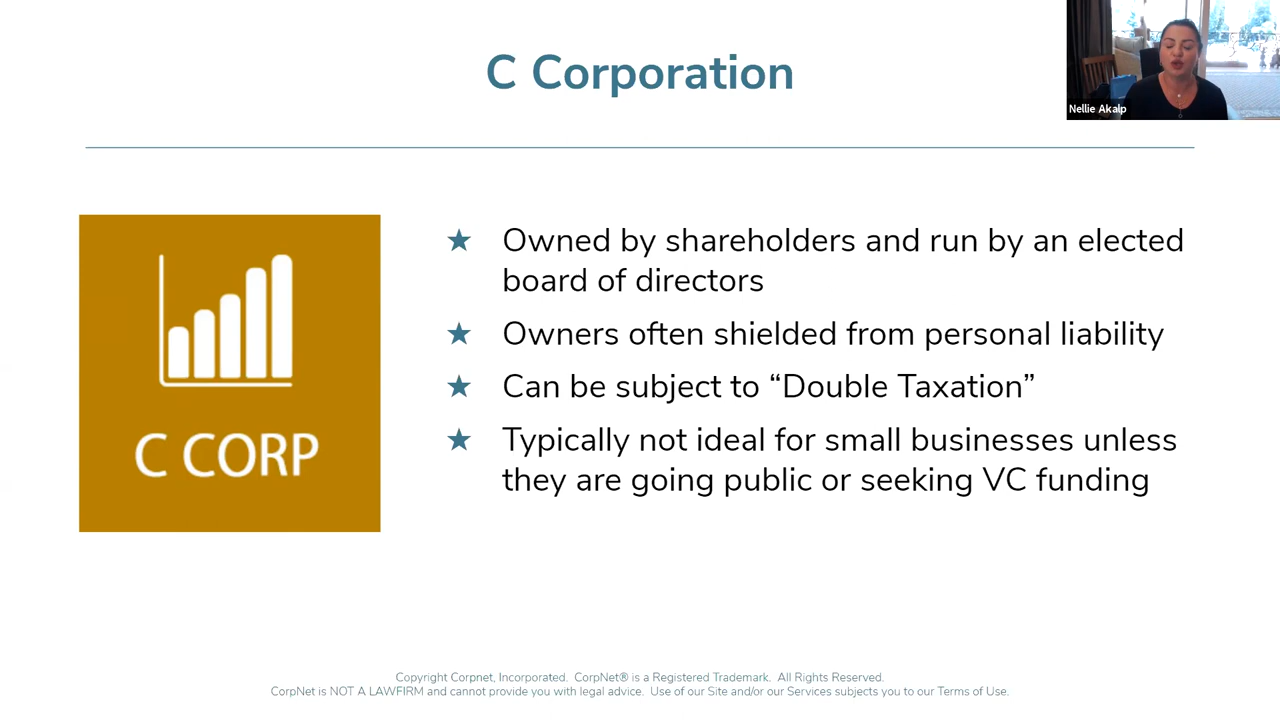 C Corporation
Nellie Akalp
C CORP
★ Owned by shareholders and run by an elected
board of directors
★ Owners often shielded from personal liability
★ Can be subject to “Double Taxation”
★ Typically not ideal for small businesses unless
they are going public or seeking VC funding
Copyright Corpnet, Incorporated. CorpNet® is a Registered Trademark. All Rights Reserved.
CorpNet is NOT A LAWFIRM and cannot provide you with legal advice. Use of our Site and/or our Services subjects you to our Terms of Use.